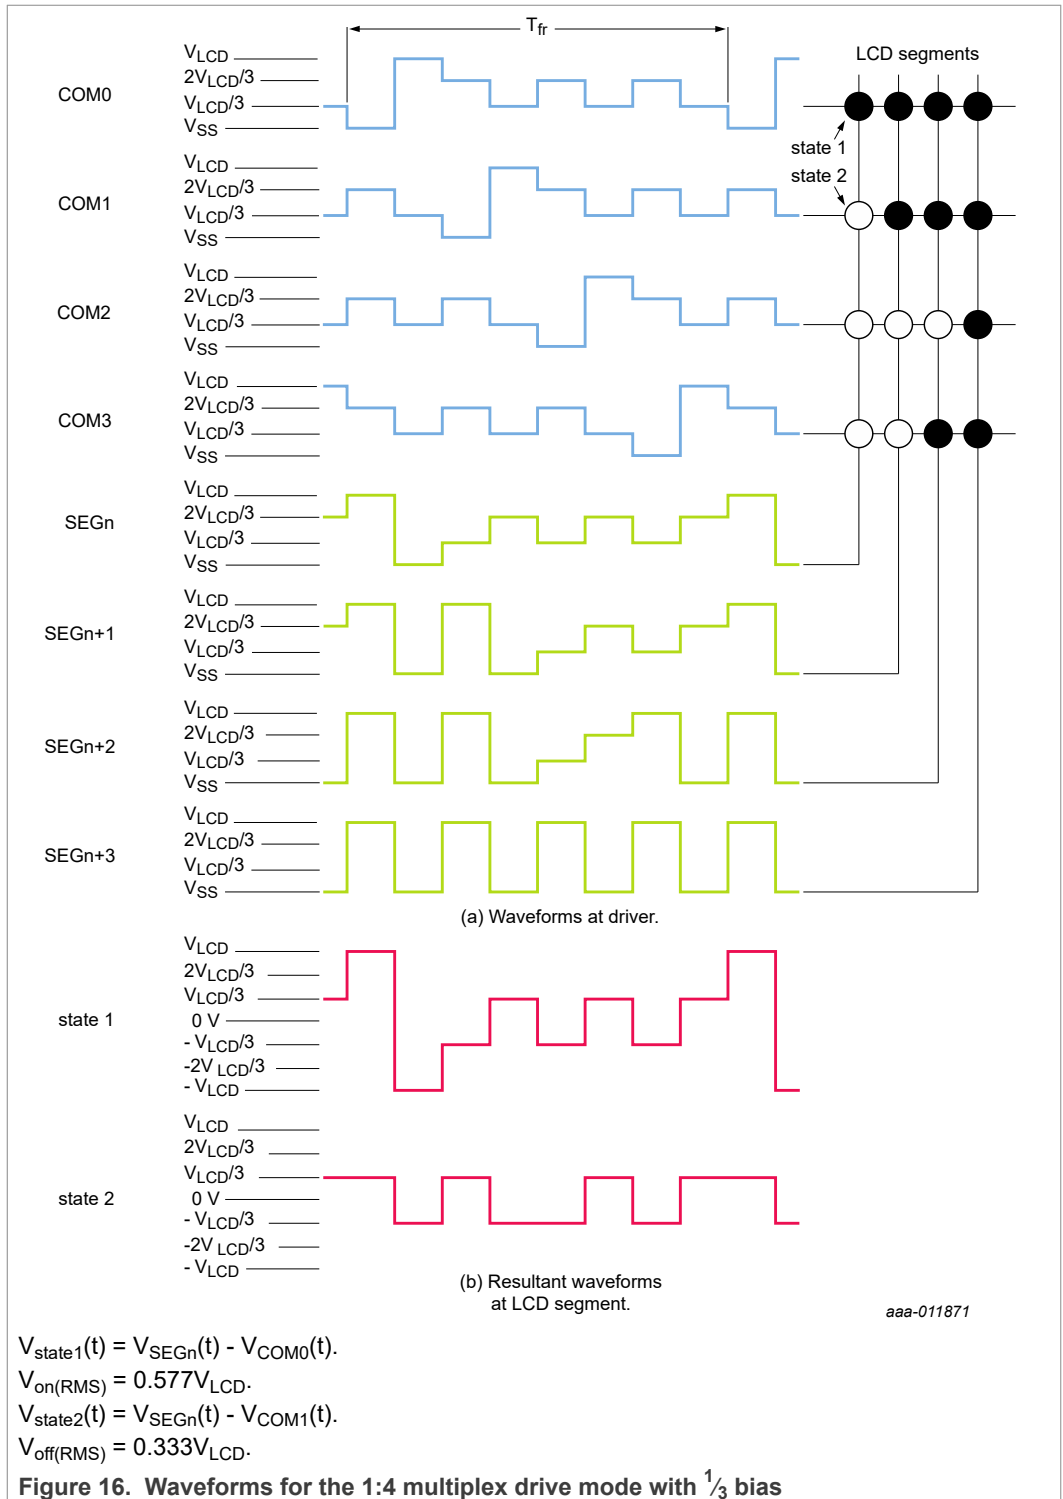 Tfr
VLCD
2VLCD/3
VLCD/3
VSS
COM0
LCD segments
state 1
state 2
VLCD
2VLCD/3
VLCD/3
VSS
COM1
VLCD
2VLCD/3
VLCD/3
VSS
COM2
VLCD
2VLCD/3
VLCD/3
VSS
COM3
VLCD
2VLCD/3
VLCD/3
VSS
SEGn
VLCD
2VLCD/3
VLCD/3
VSS
SEGn+1
VLCD
2VLCD/3
VLCD/3
VSS
SEGn+2
VLCD
2VLCD/3
VLCD/3
VSS
SEGn+3
(a) Waveforms at driver.
VLCD
2VLCD/3
VLCD/3
0 V
- VLCD/3
-2V LCD/3
- VLCD
state 1
VLCD
2VLCD/3
VLCD/3
0 V
- VLCD/3
-2V LCD/3
- VLCD
state 2
(b) Resultant waveforms
at LCD segment.
aaa-011871
Vstate1(t) = VSEGn(t) - VCOM0(t).
Von(RMS) = 0.577VLCD.
Vstate2(t) = VSEGn(t) - VCOM1(t).
Voff(RMS) = 0.333VLCD.
Figure 16. Waveforms for the 1:4 multiplex drive mode with 1⁄3 bias